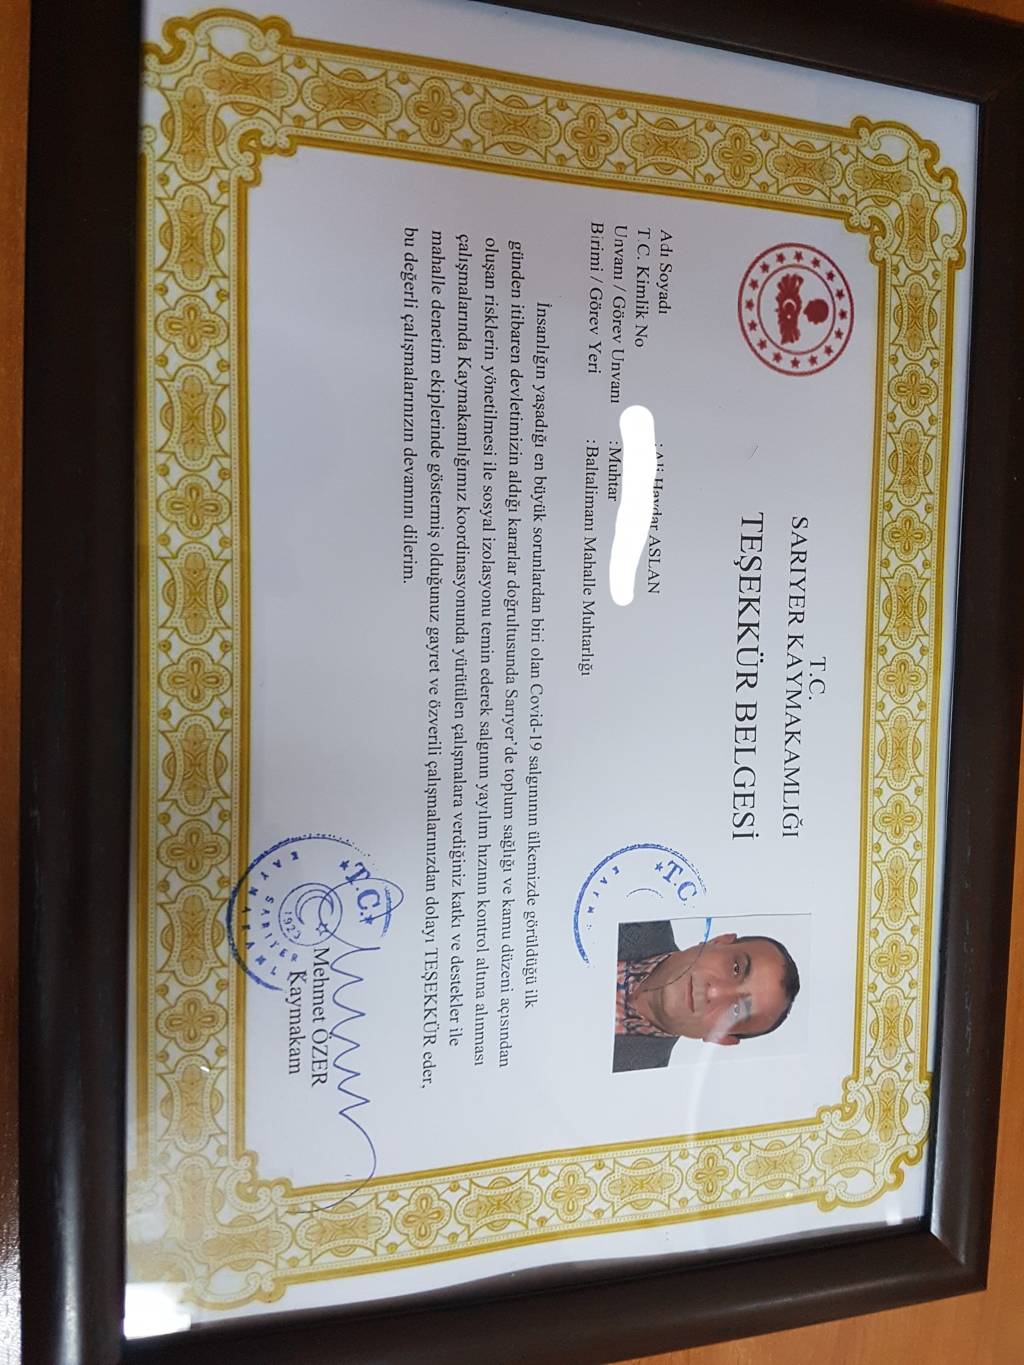 T.C.
SARIYER KAYMAKAMLIĞI
TEŞEKKÜR BELGESİ
Adı Soyadı :Ali Haydar ASLAN
T.C. Kimlik No
Unvanı / Görev Unvanı :Muhtar
Birimi / Görev Yeri :Baltalimanı Mahalle Muhtarlığı
İnsanlığın yaşadığı en büyük sorunlardan biri olan Covid-19 salgınının ülkemizde görüldüğü ilk
günden itibaren devletimizin aldığı kararlar doğrultusunda Sarıyer'de toplum sağlığı ve kamu düzeni açısından
oluşan risklerin yönetilmesi ile sosyal izolasyonu temin ederek salgının yayılım hızının kontrol altına alınması
çalışmalarında Kaymakamlığımız koordinasyonunda yürütülen çalışmalara verdiğiniz katkı ve destekler ile
mahalle denetim ekiplerinde göstermiş olduğunuz gayret ve özverili çalışmalarınızdan dolayı TEŞEKKÜR eder,
bu değerli çalışmalarınızın devamını dilerim.
T.C.
KAYM
T.C.
SARIYER
1923
Mehmet ÖZER
Kaymakam